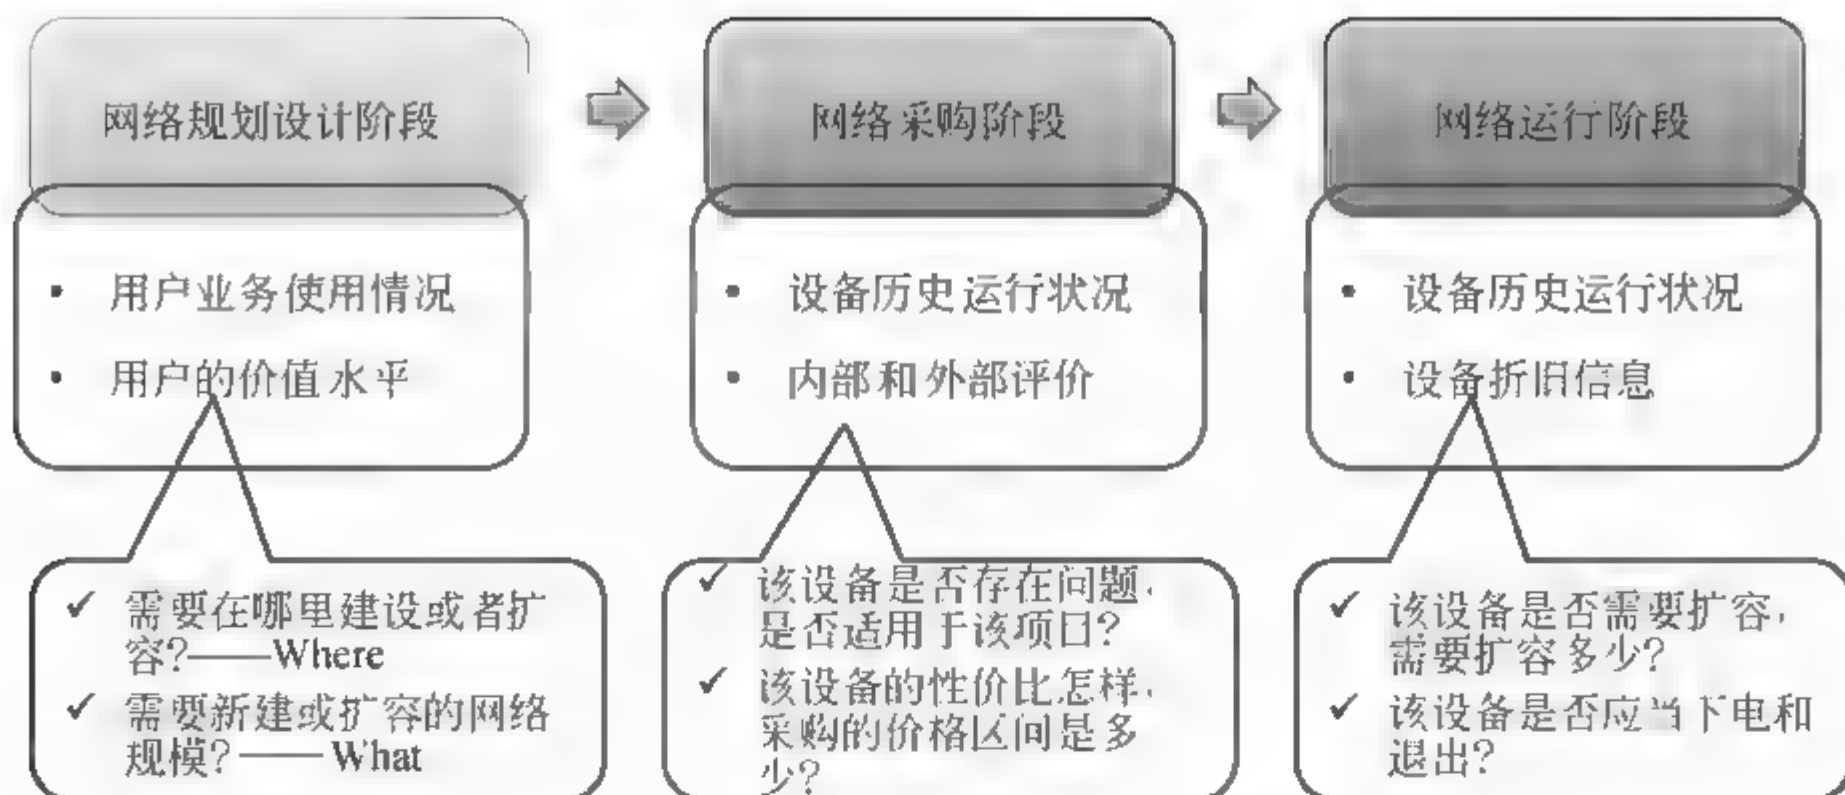 网络规划设计阶段
网络采购阶段
网络运行阶段
• 用户业务使用情况
• 用户的价值水平
• 设备历史运行状况
• 内部和外部评价
• 设备历史运行状况
• 设备折旧信息
✓ 需要在哪里建设或者扩
容?——Where
✓ 需要新建或扩容的网络
规模?——What
✓ 该设备是否存在问题,
是否适用于该项目?
✓ 该设备的性价比怎样,
采购的价格区间是多
少?
✓ 该设备是否需要扩容,
需要扩容多少?
✓ 该设备是否应当下电和
退出?